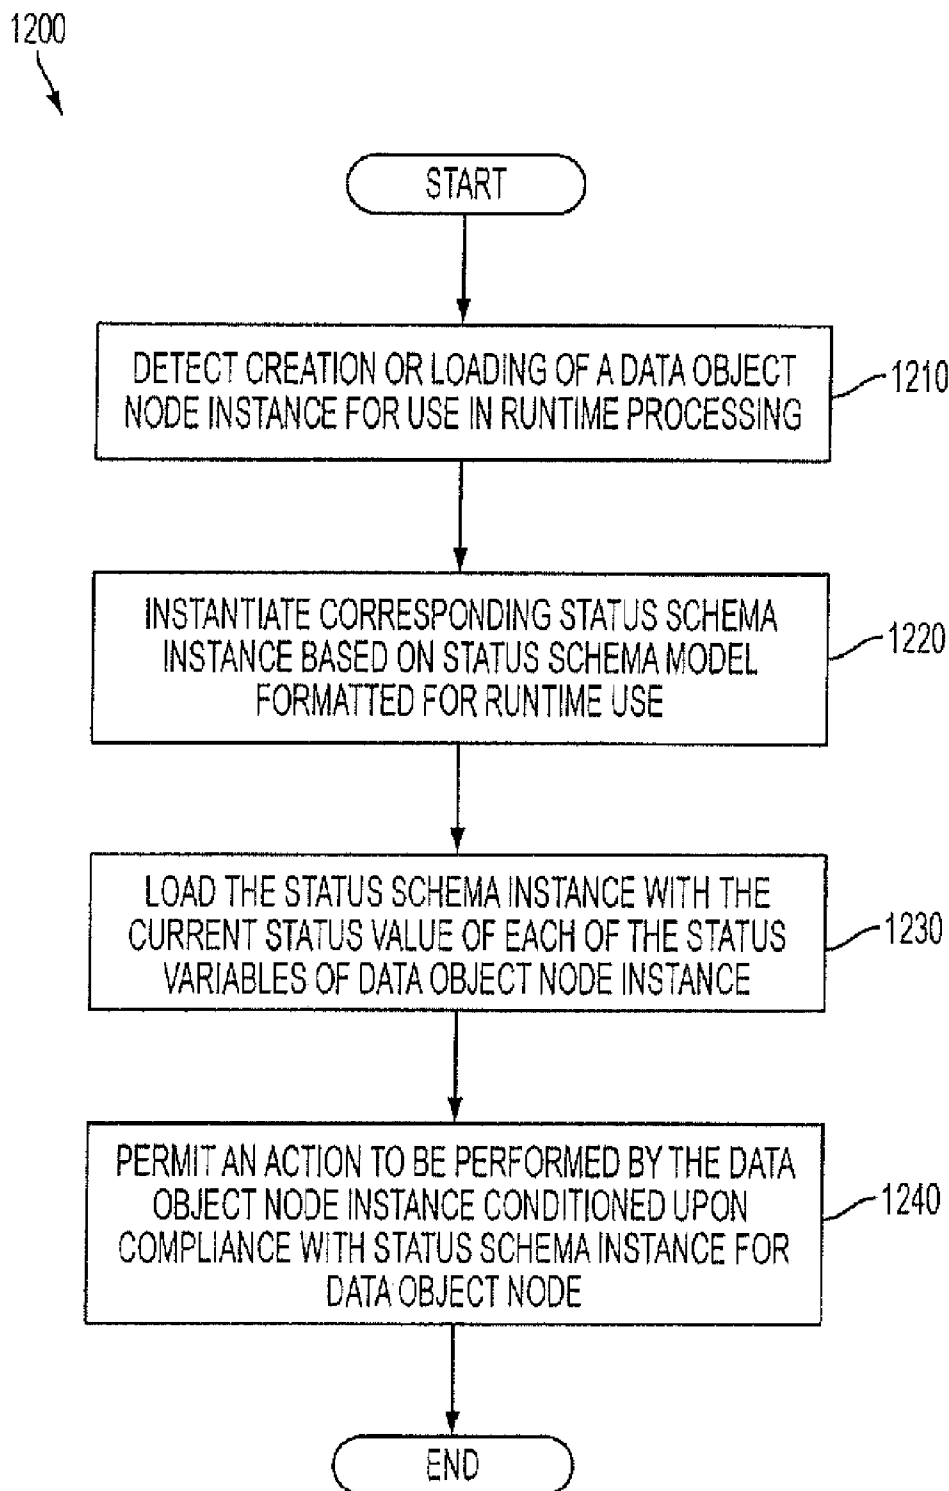 1200
START
DETECT CREATION OR LOADING OF A DATA OBJECT
NODE INSTANCE FOR USE IN RUNTIME PROCESSING
1210
INSTANTIATE CORRESPONDING STATUS SCHEMA
INSTANCE BASED ON STATUS SCHEMA MODEL
FORMATTED FOR RUNTIME USE
1220
LOAD THE STATUS SCHEMA INSTANCE WITH THE
CURRENT STATUS VALUE OF EACH OF THE STATUS
VARIABLES OF DATA OBJECT NODE INSTANCE
1230
PERMIT AN ACTION TO BE PERFORMED BY THE DATA
OBJECT NODE INSTANCE CONDITIONED UPON
COMPLIANCE WITH STATUS SCHEMA INSTANCE FOR
DATA OBJECT NODE
1240
END